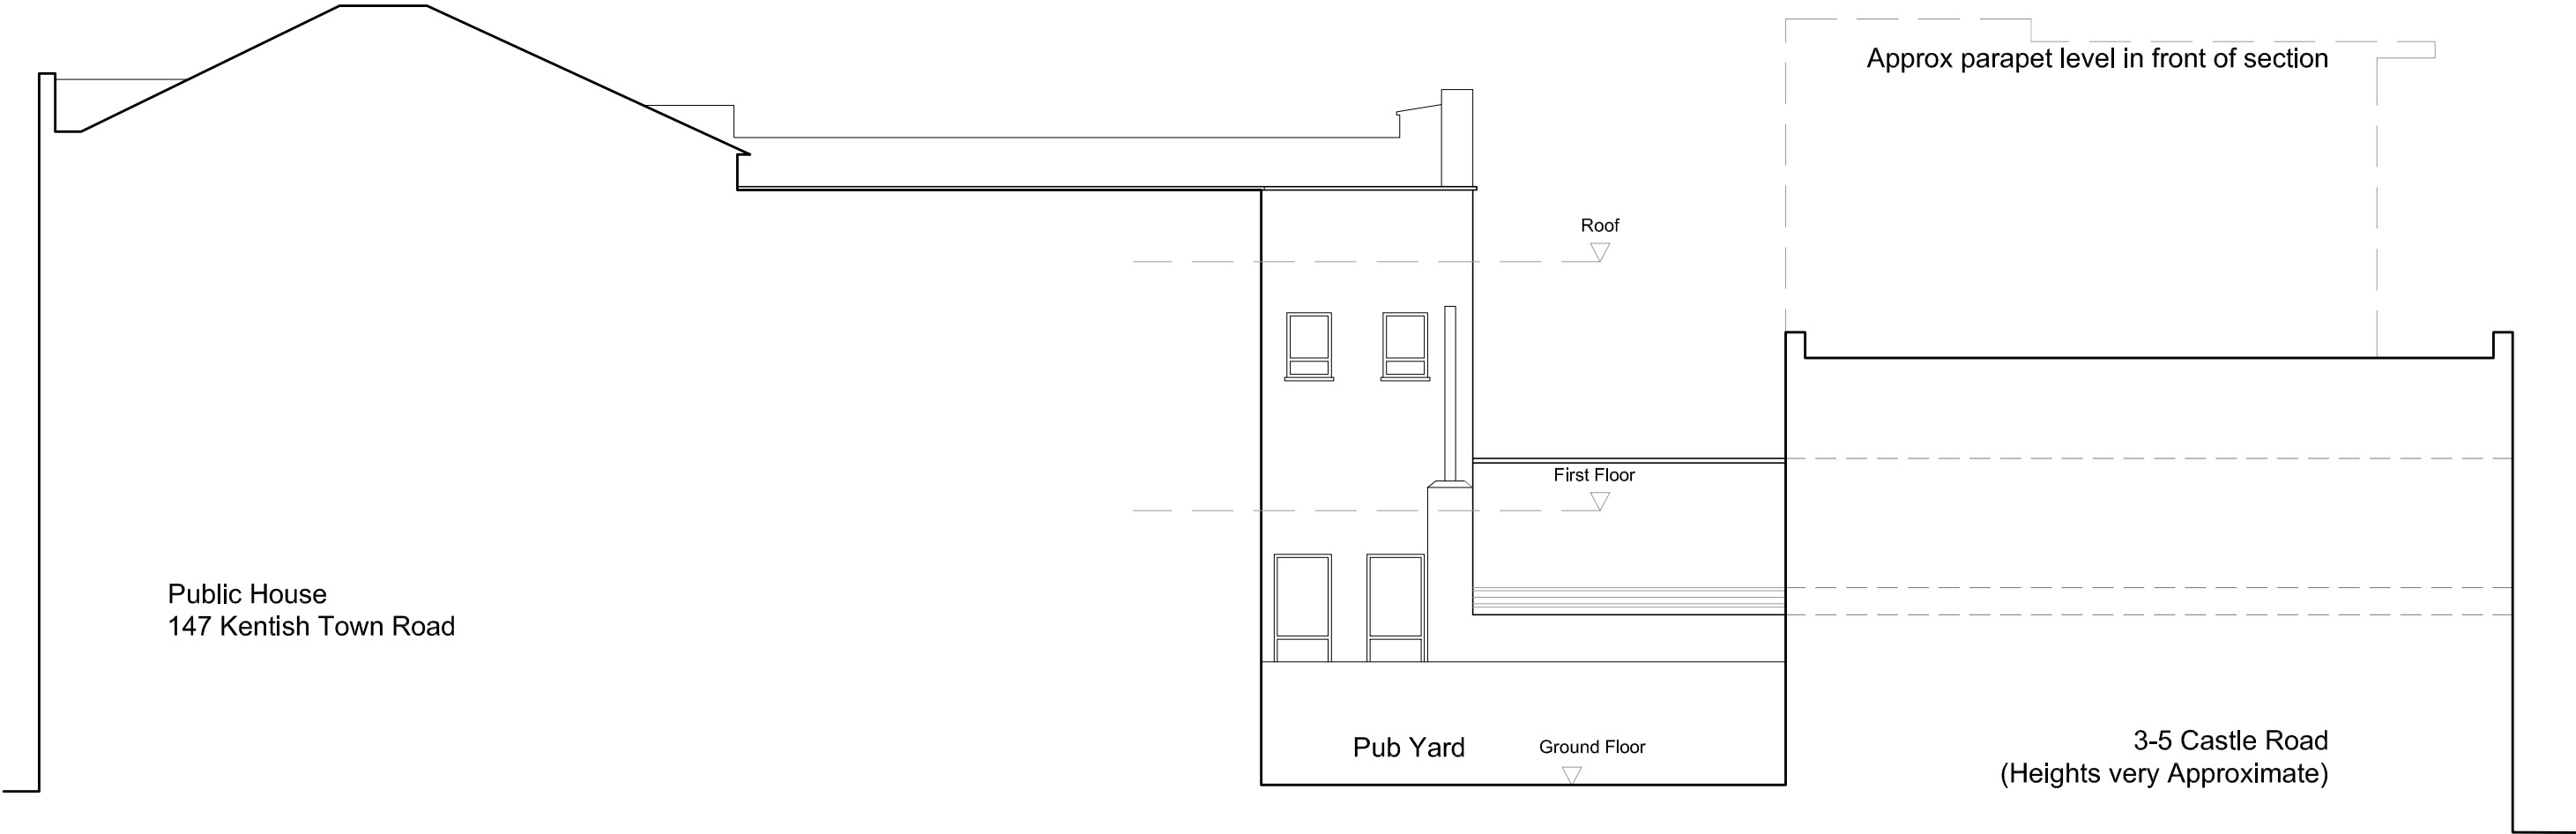 Approx parapet level in front of section
Roof
First Floor
Public House
147 Kentish Town Road
Pub Yard
Ground Floor
3-5 Castle Road
(Heights very Approximate)